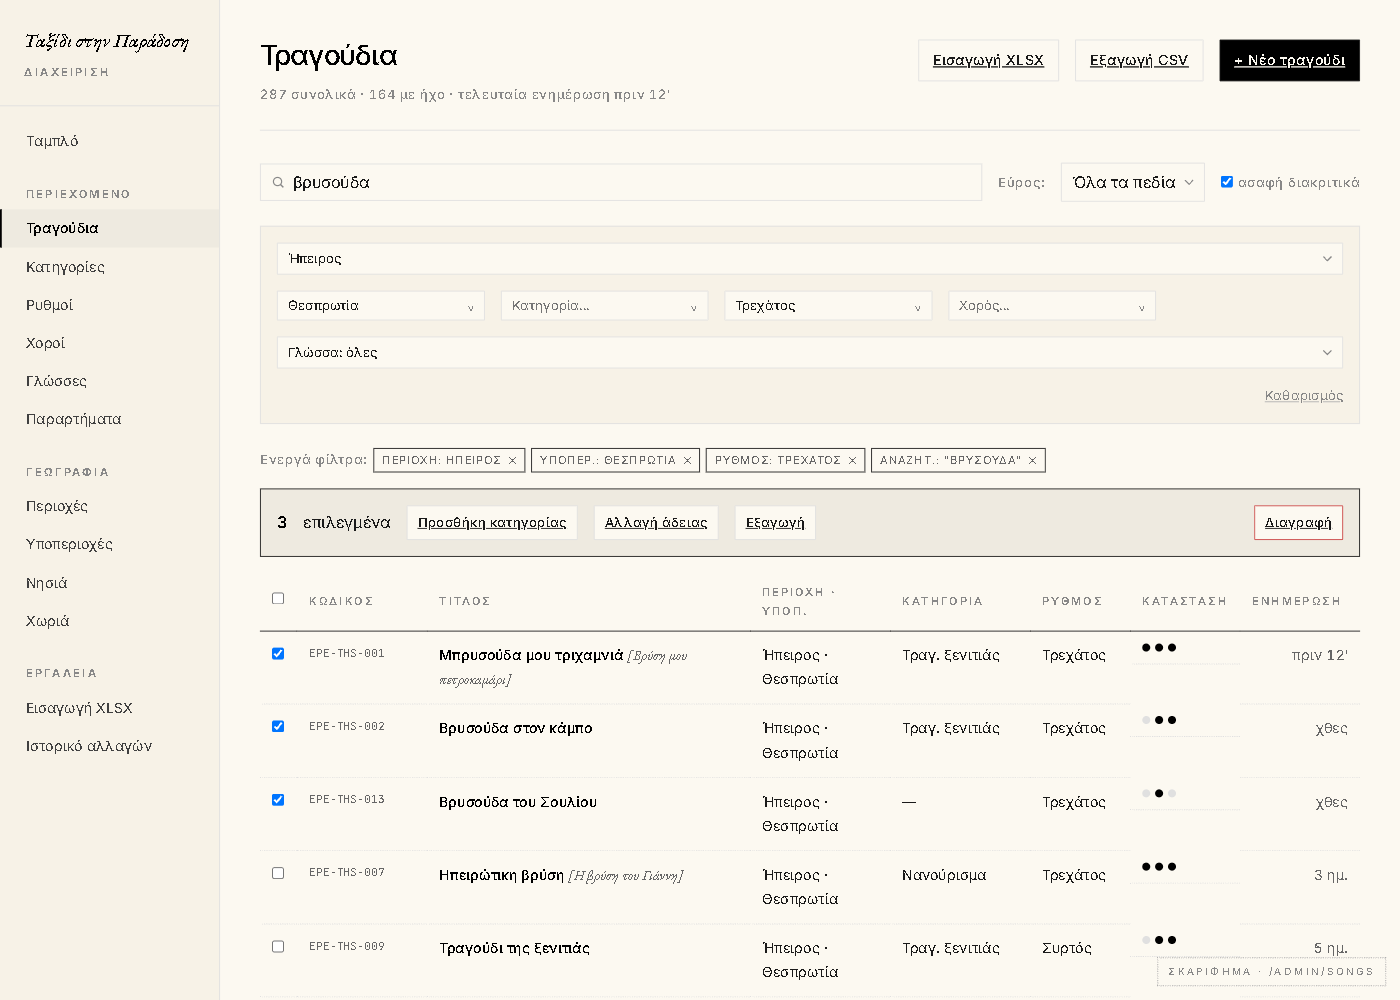 Ταξίδι στην Παράδοση
ΔΙΑΧΕΙΡΙΣΗ
Ταμπλό
ΠΕΡΙΕΧΟΜΕΝΟ
Τραγούδια
Κατηγορίες
Ρυθμοί
Χοροί
Γλώσσες
Παραρτήματα
ΓΕΩΓΡΑΦΙΑ
Περιοχές
Υποπεριοχές
Νησιά
Χωριά
ΕΡΓΑΛΕΙΑ
Εισαγωγή XLSX
Ιστορικό αλλαγών
Τραγούδια
287 συνολικά · 164 με ήχο · τελευταία ενημέρωση πριν 12'
Εισαγωγή XLSX
Εξαγωγή CSV
+ Νέο τραγούδι
βρυσούδα
Εύρος:
Όλα τα πεδία
ασαφή διακριτικά
Ήπειρος
Θεσπρωτία
Κατηγορία...
Τρεχάτος
Χορός...
Γλώσσα: όλες
Καθαρισμός
Ενεργά φίλτρα:
ΠΕΡΙΟΧΗ: ΗΠΕΙΡΟΣ ×
ΥΠΟΠΕΡ.: ΘΕΣΠΡΩΤΙΑ ×
ΡΥΘΜΟΣ: ΤΡΕΧΑΤΟΣ ×
ΑΝΑΖΗΤ.: "ΒΡΥΣΟΥΔΑ" ×
3 επιλεγμένα
Προσθήκη κατηγορίας
Αλλαγή άδειας
Εξαγωγή
Διαγραφή
ΚΩΔΙΚΟΣ ΤΙΤΛΟΣ ΠΕΡΙΟΧΗ · ΚΑΤΗΓΟΡΙΑ ΡΥΘΜΟΣ ΚΑΤΑΣΤΑΣΗ ΕΝΗΜΕΡΩΣΗ
ΥΠΟΠ.
EPE-THS-001 Μπρυσούδα μου τριχαμνιά [Βρύση μου Ήπειρος · Τραγ. ξενιτιάς Τρεχάτος πριν 12'
πετροκαμάρι] Θεσπρωτία
EPE-THS-002 Βρυσούδα στον κάμπο Ήπειρος · Τραγ. ξενιτιάς Τρεχάτος χθες
Θεσπρωτία
EPE-THS-013 Βρυσούδα του Σουλίου Ήπειρος · — Τρεχάτος χθες
Θεσπρωτία
EPE-THS-007 Ηπειρώτικη βρύση [Η βρύση του Γιάννη] Ήπειρος · Νανούρισμα Τρεχάτος 3 ημ.
Θεσπρωτία
EPE-THS-009 Τραγούδι της ξενιτιάς Ήπειρος · Τραγ. ξενιτιάς Συρτός 5 ημ.
Θεσπρωτία
ΣΚΑΡΙΦΗΜΑ · /ADMIN/SONGS